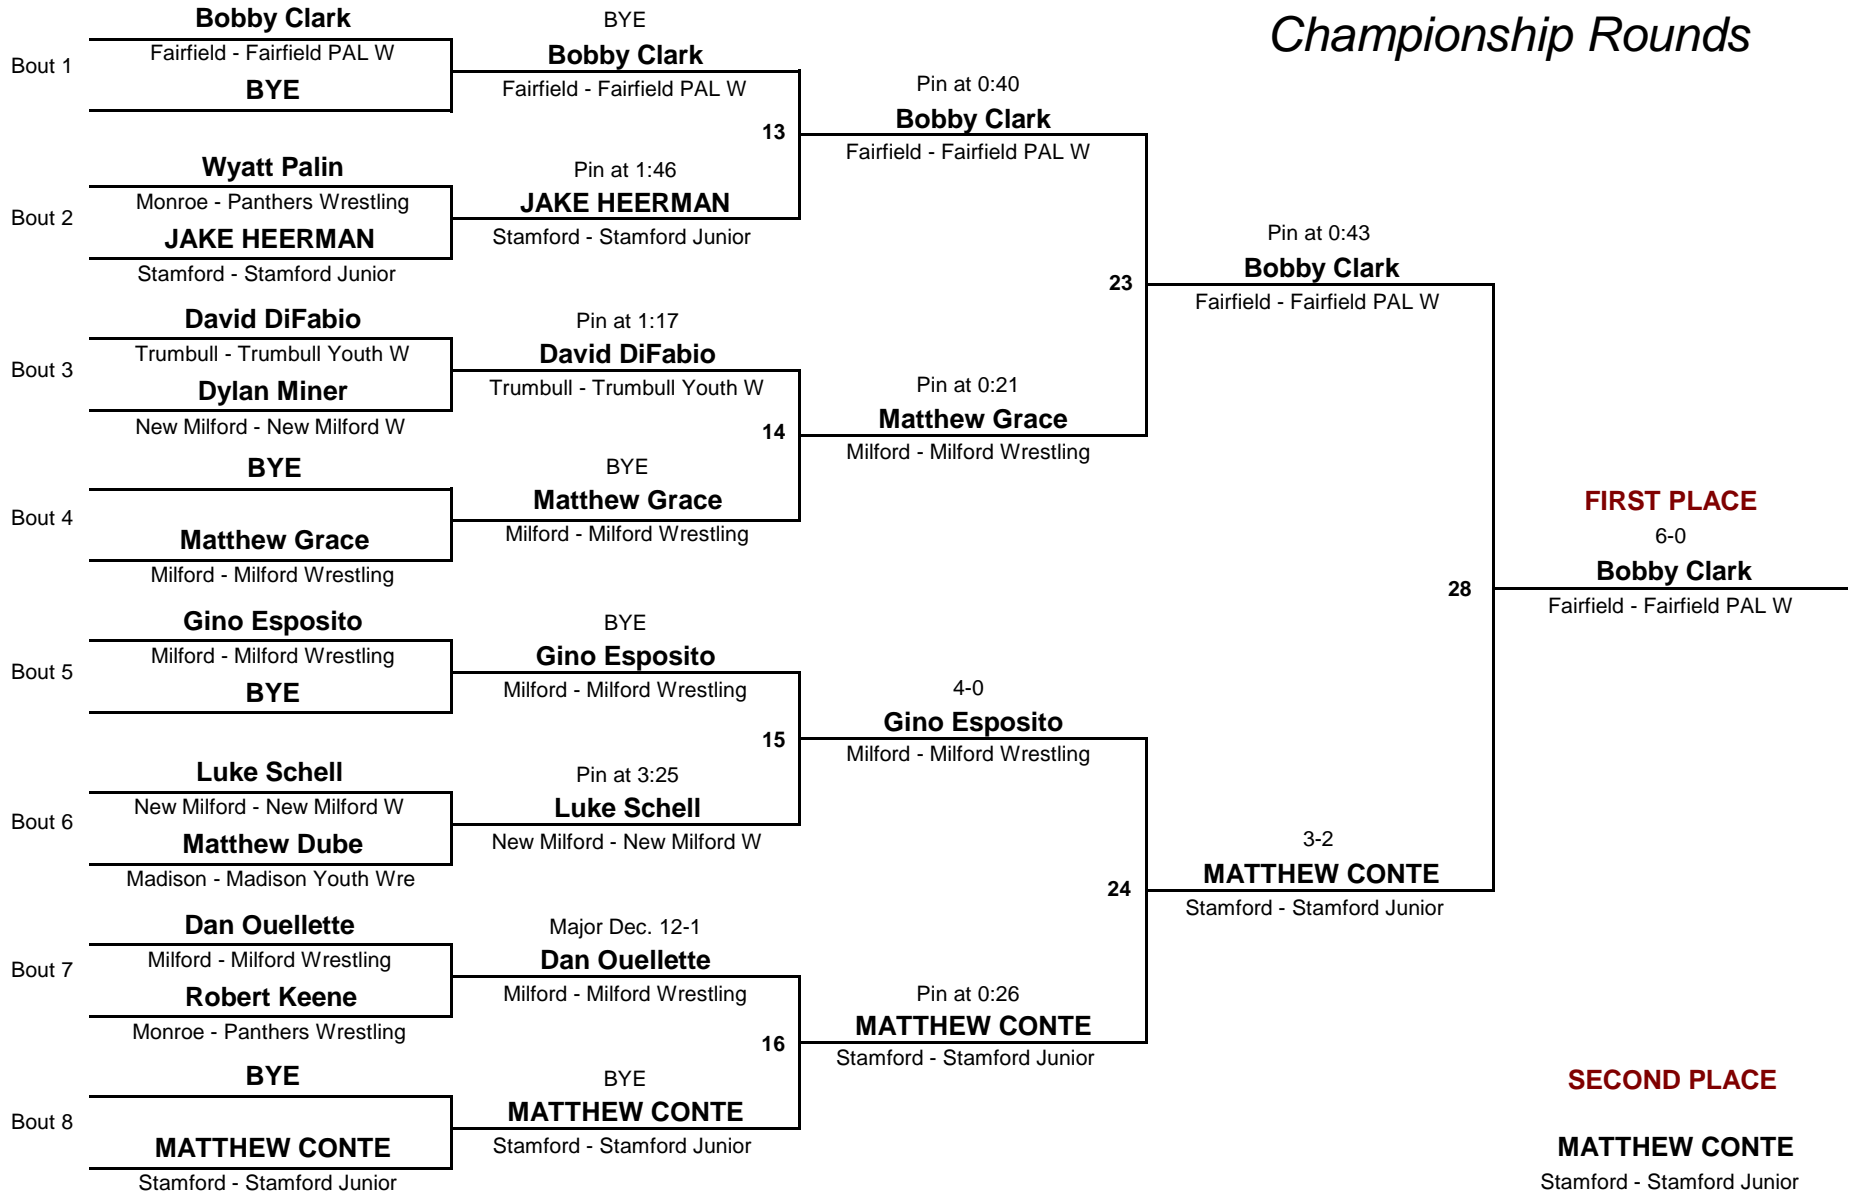 Championship Rounds
Bout 1
Bobby Clark
Fairfield - Fairfield PAL W
BYE
Bout 2
Wyatt Palin
Monroe - Panthers Wrestling
JAKE HEERMAN
Stamford - Stamford Junior
Bout 3
David DiFabio
Trumbull - Trumbull Youth W
Dylan Miner
New Milford - New Milford W
Bout 4
BYE
Matthew Grace
Milford - Milford Wrestling
Bout 5
Gino Esposito
Milford - Milford Wrestling
BYE
Bout 6
Luke Schell
New Milford - New Milford W
Matthew Dube
Madison - Madison Youth Wre
Bout 7
Dan Ouellette
Milford - Milford Wrestling
Robert Keene
Monroe - Panthers Wrestling
Bout 8
BYE
MATTHEW CONTE
Stamford - Stamford Junior
BYE
Bobby Clark
Fairfield - Fairfield PAL W
13
Pin at 1:46
JAKE HEERMAN
Stamford - Stamford Junior
Pin at 1:17
David DiFabio
Trumbull - Trumbull Youth W
14
BYE
Matthew Grace
Milford - Milford Wrestling
BYE
Gino Esposito
Milford - Milford Wrestling
15
Pin at 3:25
Luke Schell
New Milford - New Milford W
Major Dec. 12-1
Dan Ouellette
Milford - Milford Wrestling
16
BYE
MATTHEW CONTE
Stamford - Stamford Junior
Pin at 0:40
Bobby Clark
Fairfield - Fairfield PAL W
23
Pin at 0:21
Matthew Grace
Milford - Milford Wrestling
4-0
Gino Esposito
Milford - Milford Wrestling
24
Pin at 0:26
MATTHEW CONTE
Stamford - Stamford Junior
Pin at 0:43
Bobby Clark
Fairfield - Fairfield PAL W
28
3-2
MATTHEW CONTE
Stamford - Stamford Junior
FIRST PLACE
6-0
Bobby Clark
Fairfield - Fairfield PAL W
SECOND PLACE
MATTHEW CONTE
Stamford - Stamford Junior